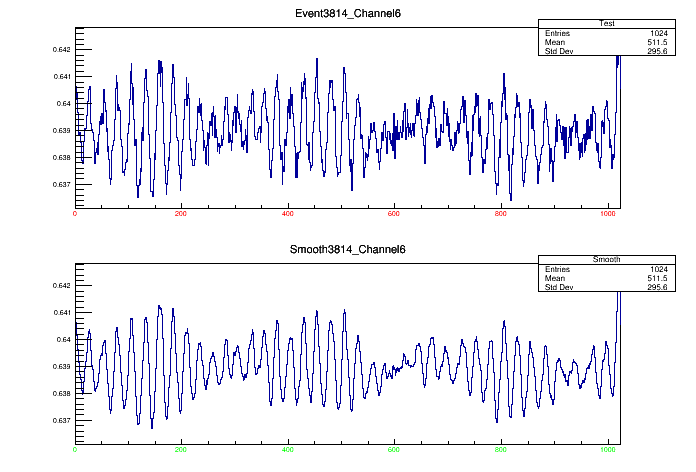 Event3814_Channel6
Test
Entries 1024
Mean 511.5
Std Dev 295.6
0.642
0.641
0.64
0.639
0.638
0.637
0 200 400 600 800 1000
Smooth3814_Channel6
Smooth
Entries 1024
Mean 511.5
Std Dev 295.6
0.642
0.641
0.64
0.639
0.638
0.637
0 200 400 600 800 1000